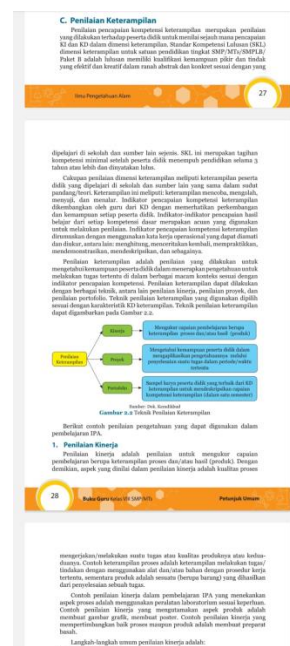 C. Penilaian Keterampilan
Penilaian pencapaian kompetensi keterampilan merupakan penilaian
yang dilakukan terhadap peserta didik untuk menilai sejauh mana pencapaian
KI dan KD dalam dimensi keterampilan. Standar Kompetensi Lulusan (SKL)
dimensi keterampilan untuk satuan pendidikan tingkat SMP/MTs/SMPLB/
Paket B adalah lulusan memiliki kualifikasi kemampuan pikir dan tindak
yang efektif dan kreatif dalam ranah abstrak dan konkret sesuai dengan yang
Ilmu Pengetahuan Alam
27
dipelajari di sekolah dan sumber lain sejenis. SKL ini merupakan tagihan
kompetensi minimal setelah peserta didik menempuh pendidikan selama 3
tahun atau lebih dan dinyatakan lulus.
Cakupan penilaian dimensi keterampilan meliputi keterampilan peserta
didik yang dipelajari di sekolah dan sumber lain yang sama dalam sudut
pandang/teori. Keterampilan ini meliputi: keterampilan mencoba, mengolah,
menyaji, dan menalar. Indikator pencapaian kompetensi keterampilan
dikembangkan oleh guru dari KD dengan memerhatikan perkembangan
dan kemampuan setiap peserta didik. Indikator-indikator pencapaian hasil
belajar dari setiap kompetensi dasar merupakan acuan yang digunakan
untuk melakukan penilaian. Indikator pencapaian kompetensi keterampilan
dirumuskan dengan menggunakan kata kerja operasional yang dapat diamati
dan diukur, antara lain: menghitung, menceritakan kembali, mempraktikkan,
mendemonstrasikan, mendeskripsikan, dan sebagainya.
Penilaian keterampilan adalah penilaian yang dilakukan untuk
mengetahui kemampuan peserta didik dalam menerapkan pengetahuan untuk
melakukan tugas tertentu di dalam berbagai macam konteks sesuai dengan
indikator pencapaian kompetensi. Penilaian keterampilan dapat dilakukan
dengan berbagai teknik, antara lain penilaian kinerja, penilaian proyek, dan
penilaian portofolio. Teknik penilaian keterampilan yang digunakan dipilih
sesuai dengan karakteristik KD keterampilan. Teknik penilaian keterampilan
dapat digambarkan pada Gambar 2.2.
Penilaian
Keterampilan
Kinerja
Mengukur capaian pembelajaran berupa
keterampilan proses dan/atau hasil (produk)
Proyek
Mengetahui kemampuan peserta didik dalam
mengaplikasikan pengetahuannya melalui
penyelesaian suatu tugas dalam periode/waktu
tertentu
Portofolio
Sampel karya peserta didik yang terbaik dari KD
keterampilan untuk mendeskripsikan capaian
kompetensi keterampilan (dalam satu semester)
Sumber: Dok. Kemdikbud
Gambar 2.2 Teknik Penilaian Keterampilan
Berikut contoh penilaian pengetahuan yang dapat digunakan dalam
pembelajaran IPA.
1. Penilaian Kinerja
Penilaian kinerja adalah penilaian untuk mengukur capaian
pembelajaran berupa keterampilan proses dan/atau hasil (produk). Dengan
demikian, aspek yang dinilai dalam penilaian kinerja adalah kualitas proses
28
Buku Guru Kelas VIII SMP/MTs
Petunjuk Umum
mengerjakan/melakukan suatu tugas atau kualitas produknya atau kedua-
duanya. Contoh keterampilan proses adalah keterampilan melakukan tugas/
tindakan dengan menggunakan alat dan/atau bahan dengan prosedur kerja
tertentu, sementara produk adalah sesuatu (berupa barang) yang dihasilkan
dari penyelesaian sebuah tugas.
Contoh penilaian kinerja dalam pembelajaran IPA yang menekankan
aspek proses adalah menggunakan peralatan laboratorium sesuai keperluan.
Contoh penilaian kinerja yang mengutamakan aspek produk adalah
membuat gambar grafik, membuat poster. Contoh penilaian kinerja yang
mempertimbangkan baik proses maupun produk adalah membuat preparat
basah.
Langkah-langkah umum penilaian kinerja adalah: